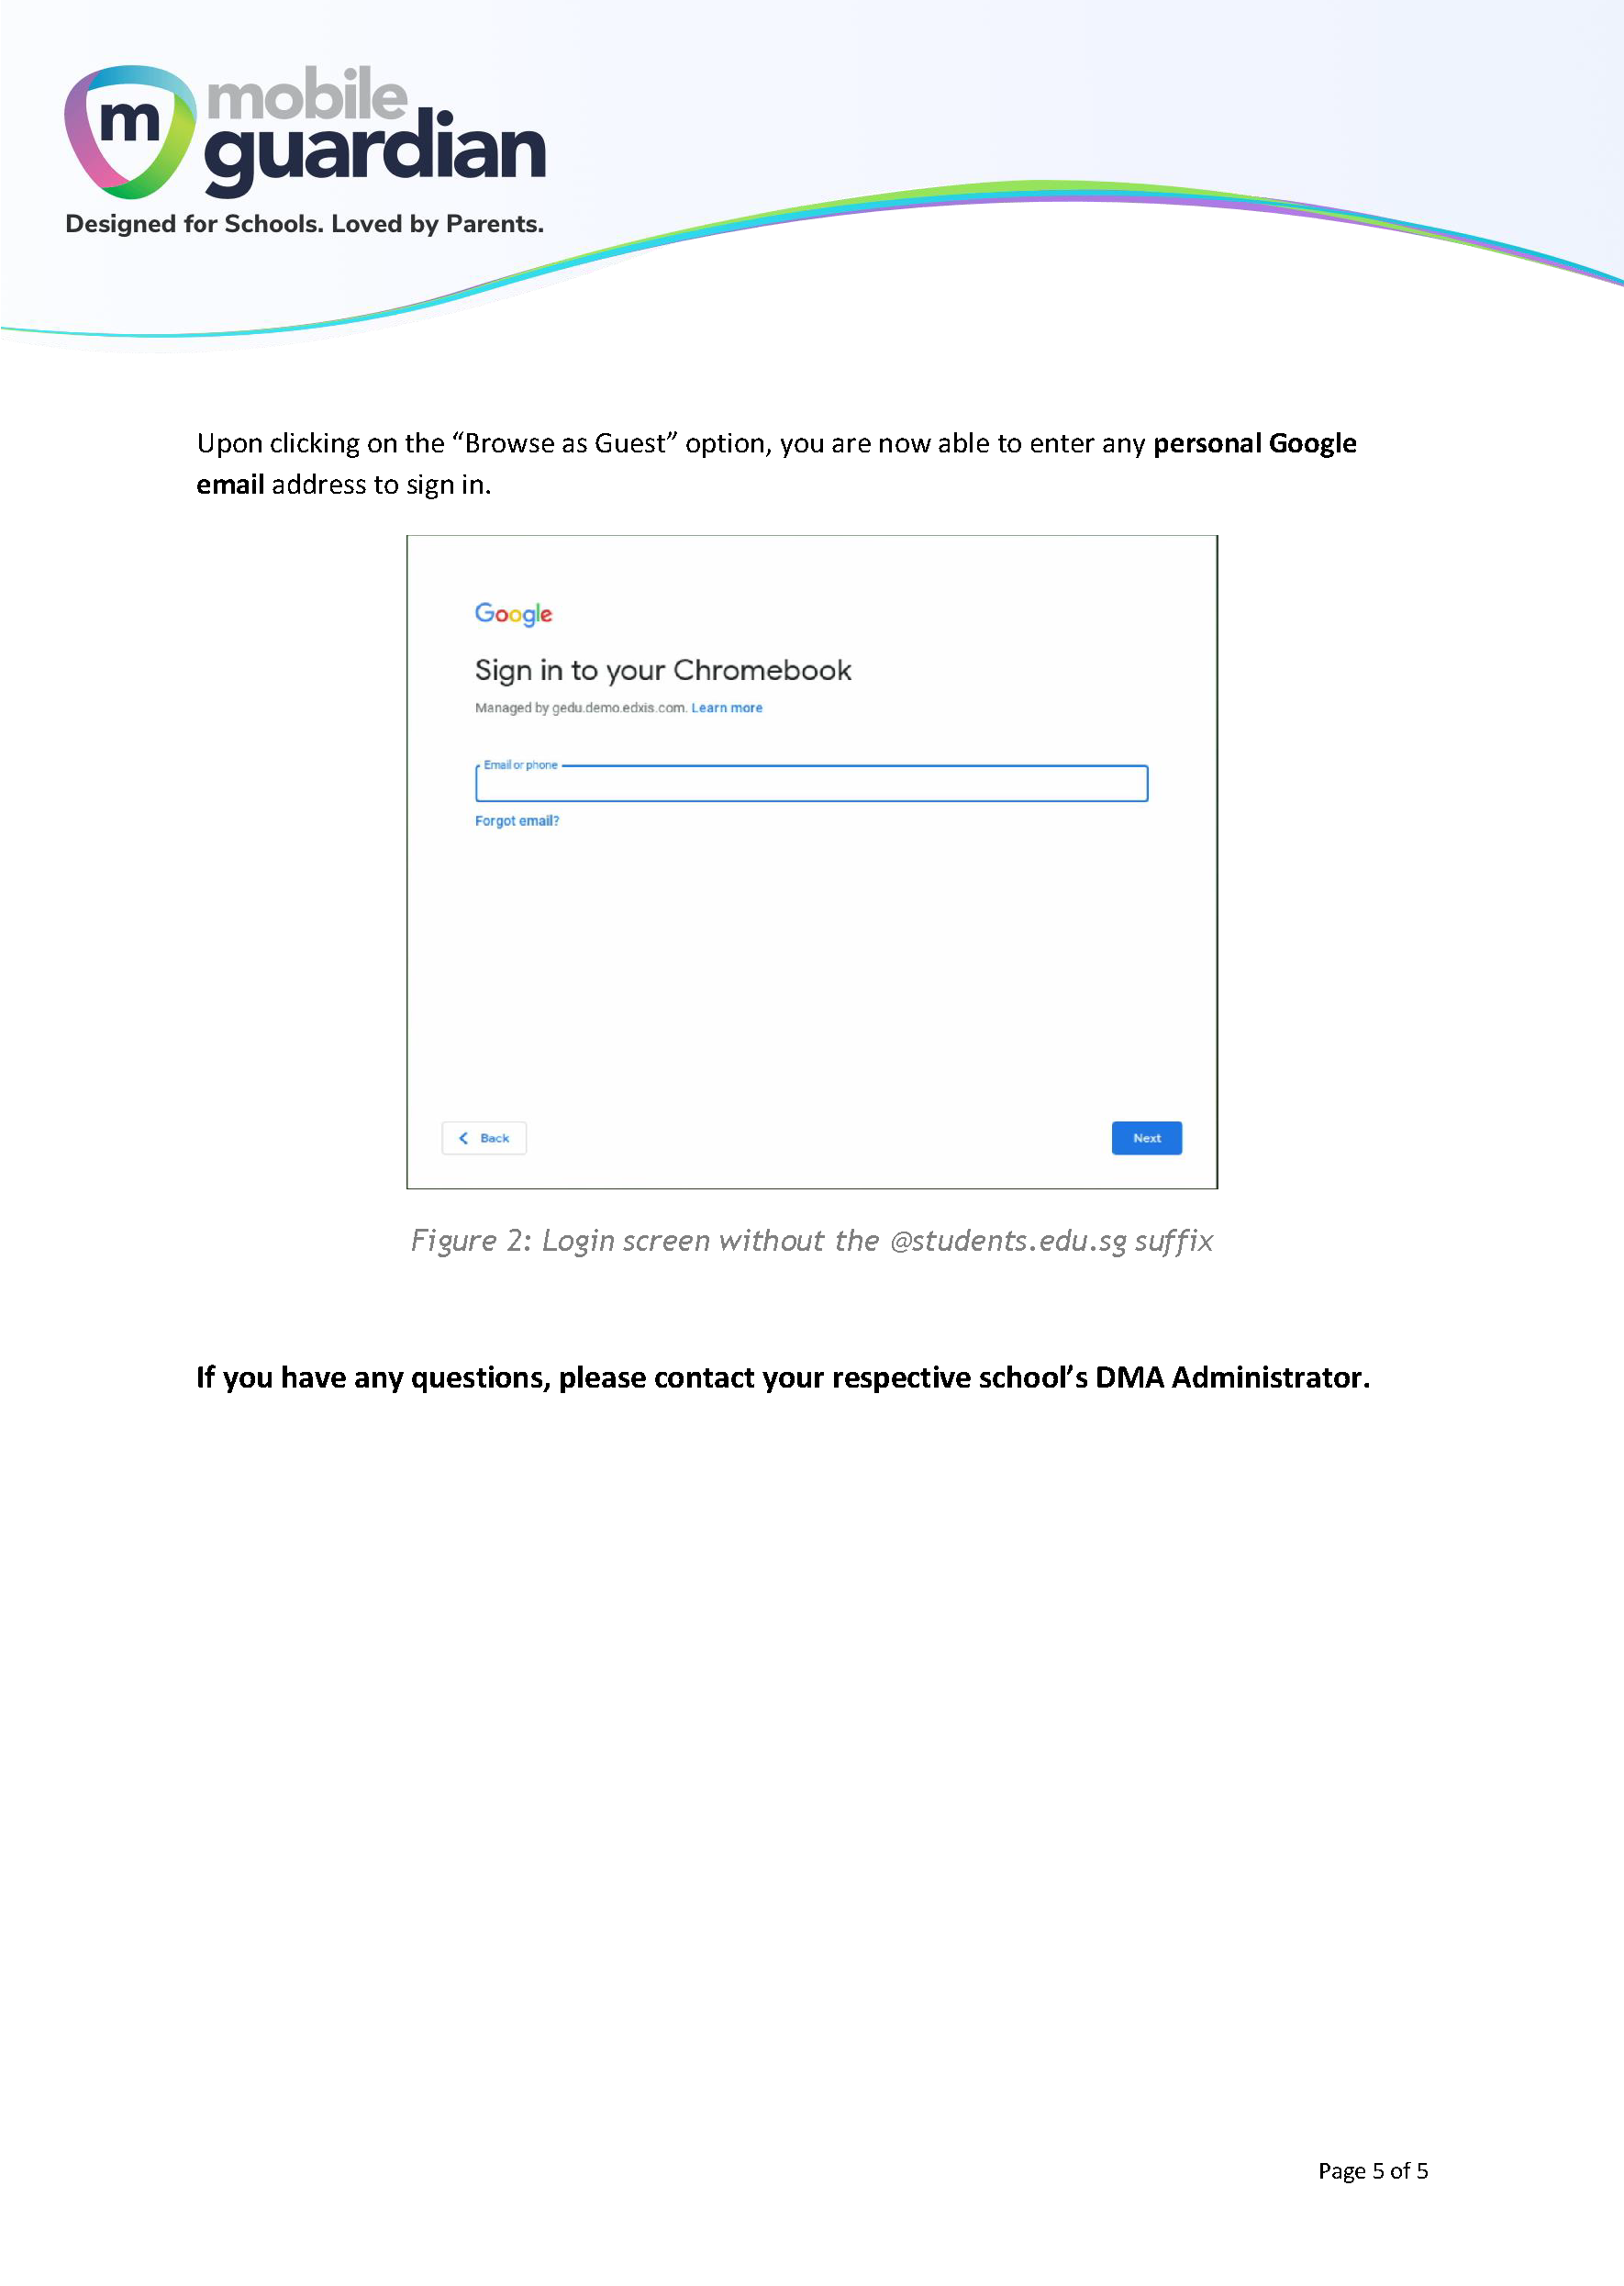 m mobile
guardian
Designed for Schools. Loved by Parents.
Upon clicking on the “Browse as Guest” option, you are now able to enter any personal Google
email address to sign in.
Google
Sign in to your Chromebook
Managed by gedu.demo.edxis.com. Learn more
Email or phone
Forgot email?
Back Next
Figure 2: Login screen without the @students.edu.sg suffix
If you have any questions, please contact your respective school’s DMA Administrator.
Page 5 of 5